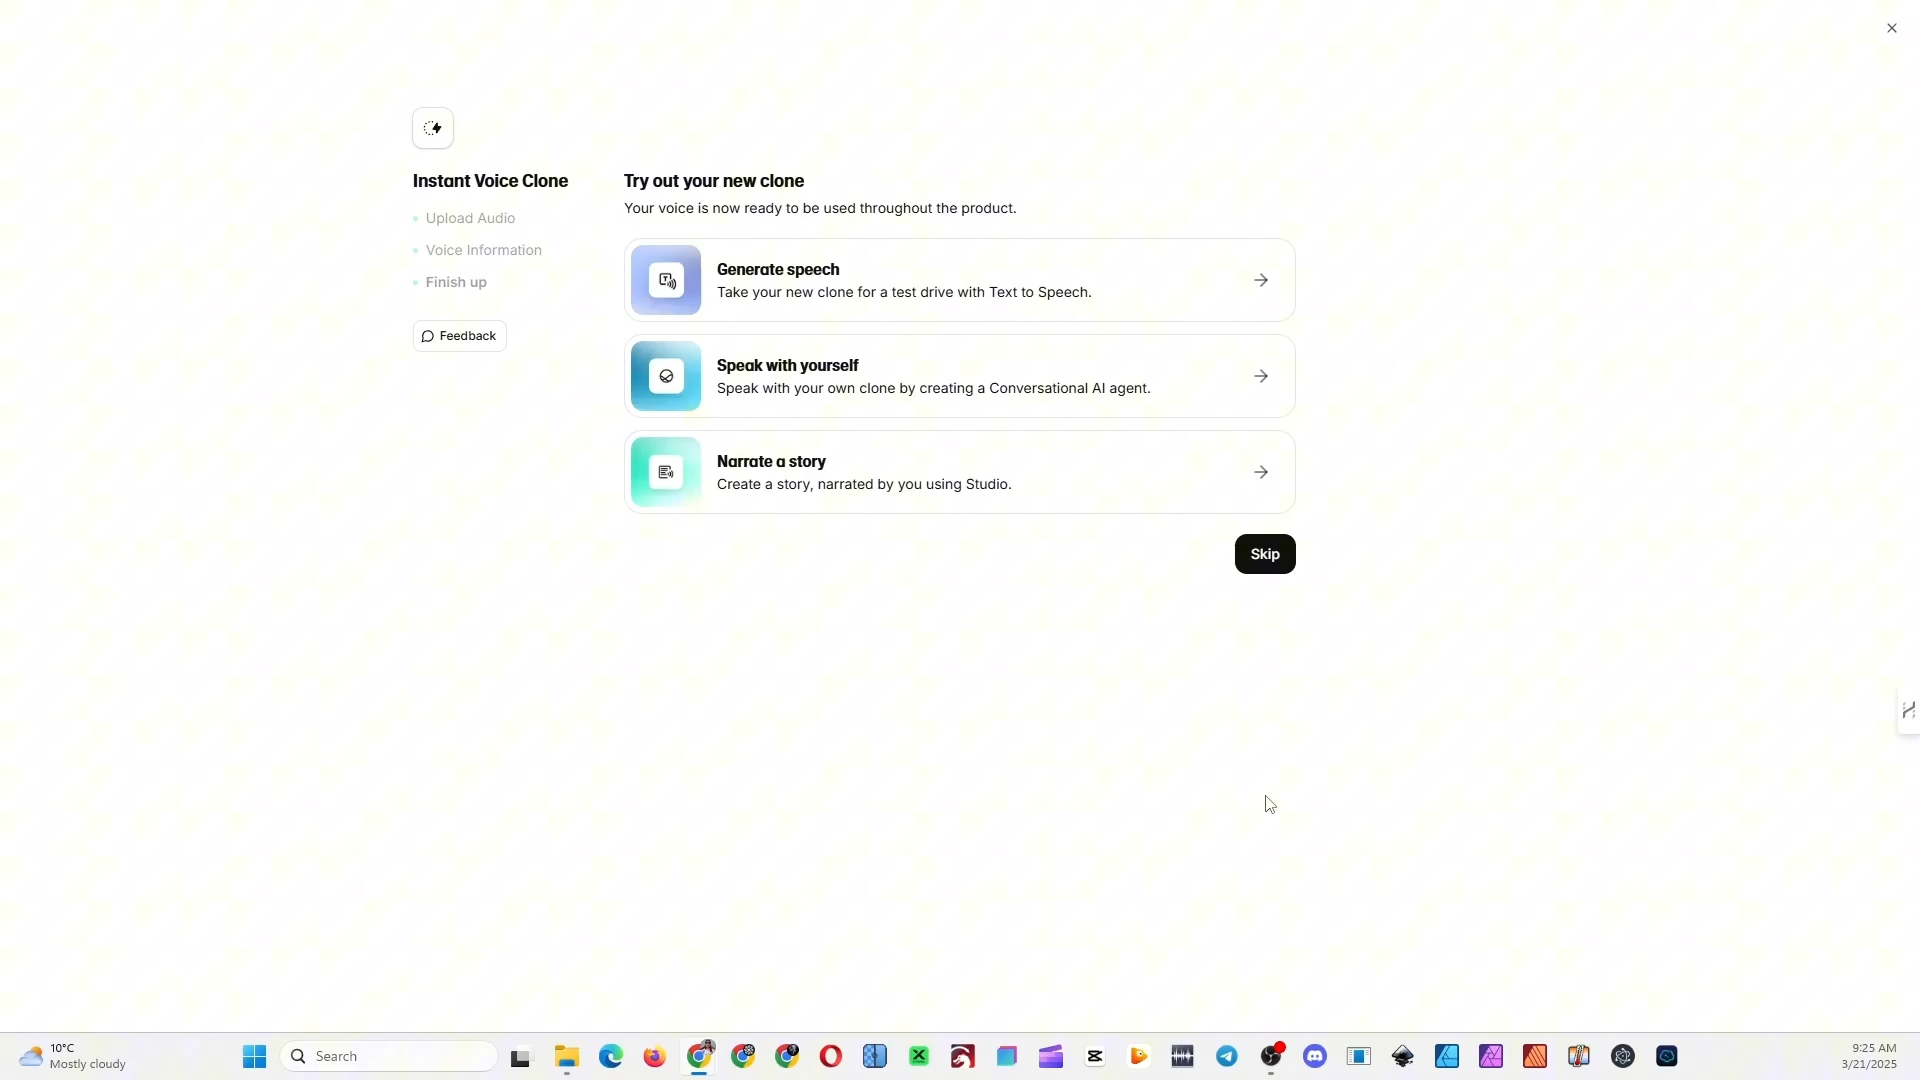 Instant Voice Clone
Upload Audio
Voice Information
Finish up
Feedback
Try out your new clone
Your voice is now ready to be used throughout the product.
Generate speech
Take your new clone for a test drive with Text to Speech.
Speak with yourself
Speak with your own clone by creating a Conversational AI agent.
Narrate a story
Create a story, narrated by you using Studio.
Skip
10°C
Mostly cloudy
Search
9:25 AM
3/21/2025